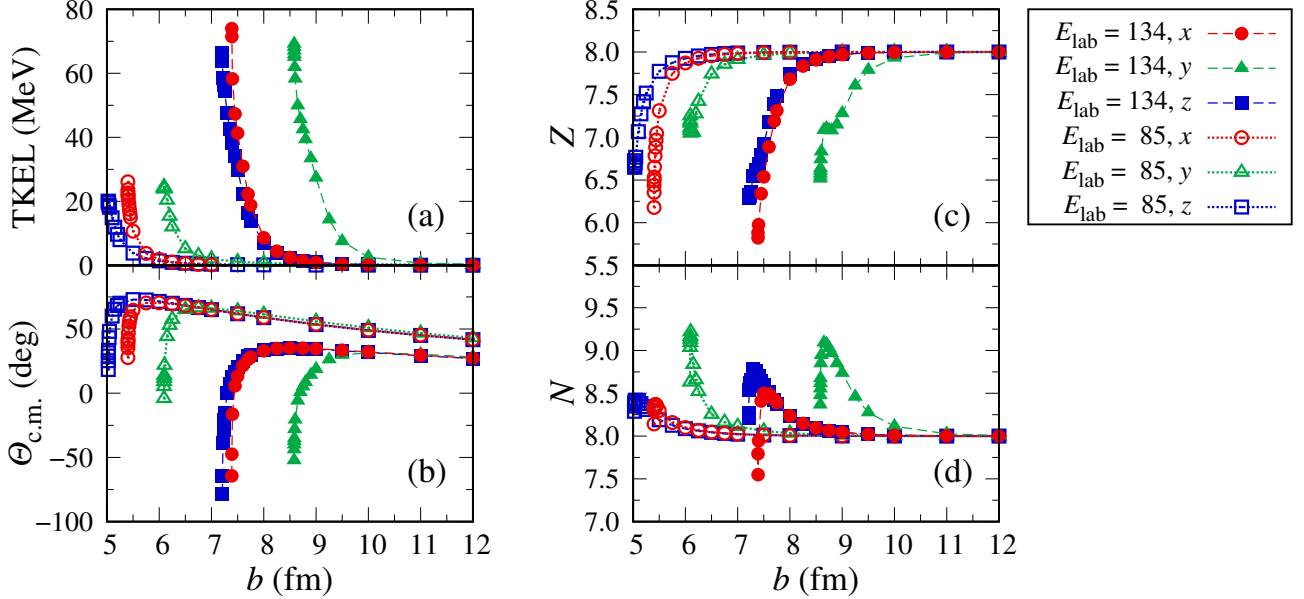 80
60
40
20
0
TKEL (MeV)
(a)
50
0
−50
−100
Θc.m. (deg)
(b)
5 6 7 8 9 10 11 12
b (fm)
8.5
8.0
7.5
7.0
6.5
6.0
5.5
Z
(c)
9.5
9.0
8.5
8.0
7.5
7.0
N
(d)
5 6 7 8 9 10 11 12
b (fm)
Elab = 134, x
Elab = 134, y
Elab = 134, z
Elab = 85, x
Elab = 85, y
Elab = 85, z